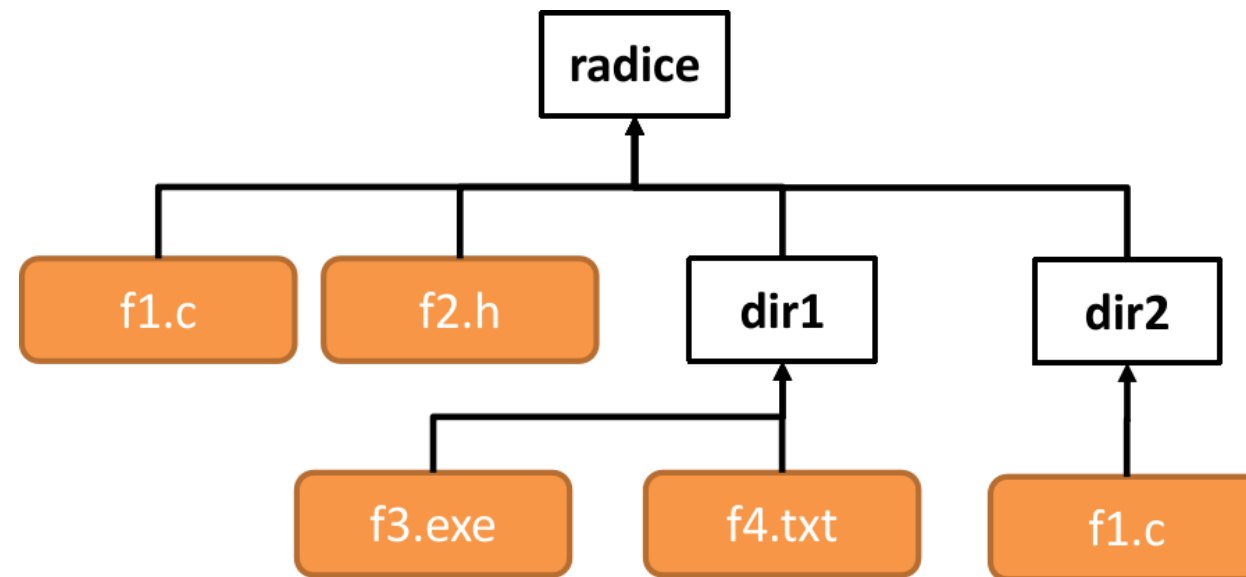 radice
f1.c
f2.h
dir1
dir2
f3.exe
f4.txt
f1.c